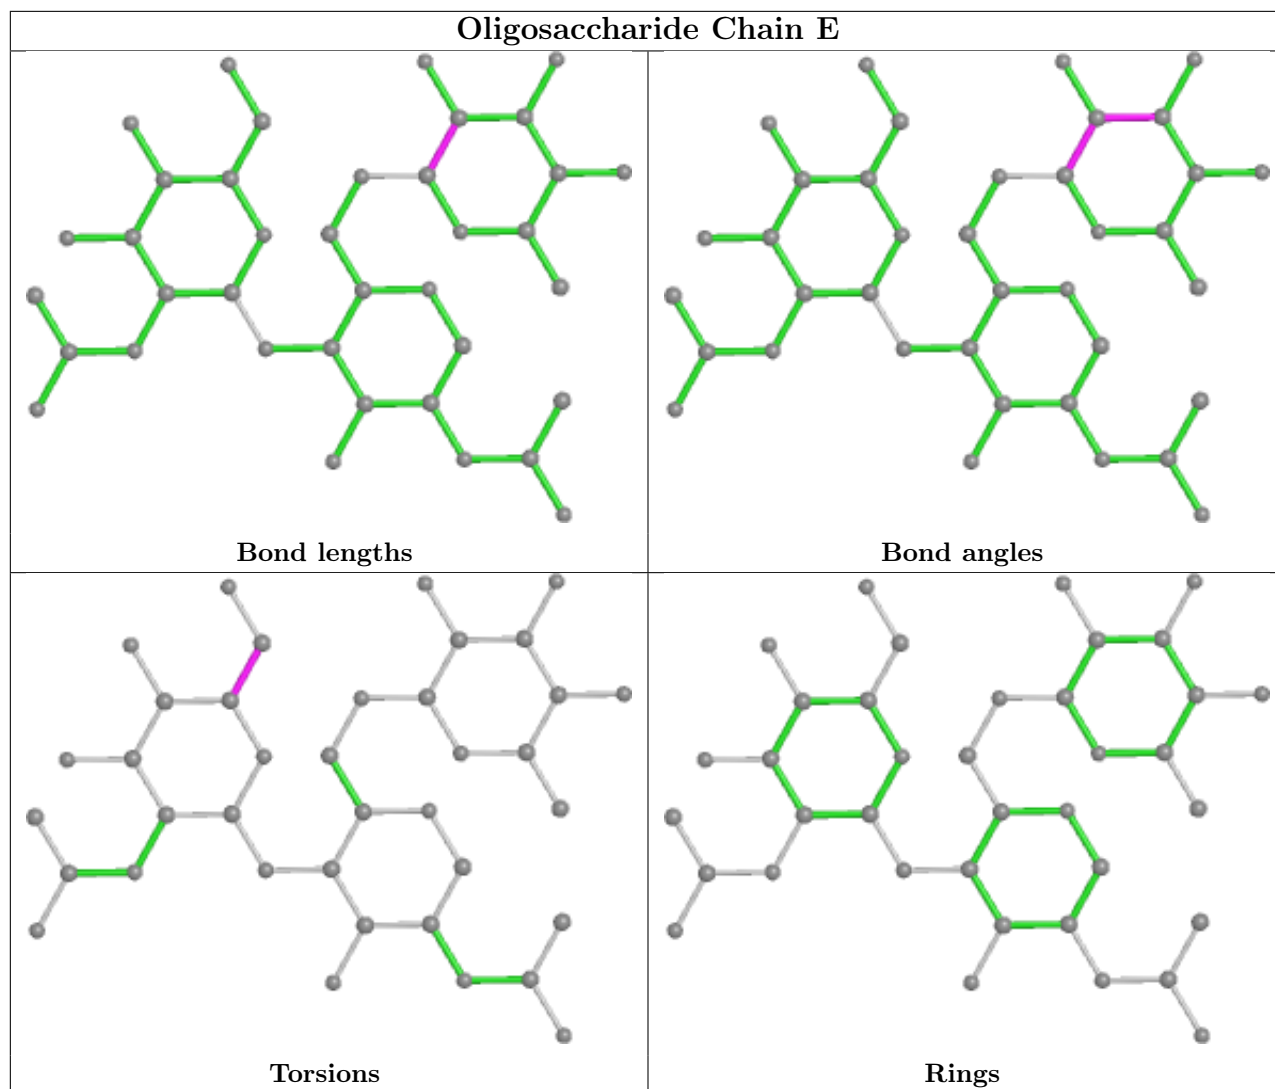 Oligosaccharide Chain E
Bond lengths
Bond angles
Torsions
Rings